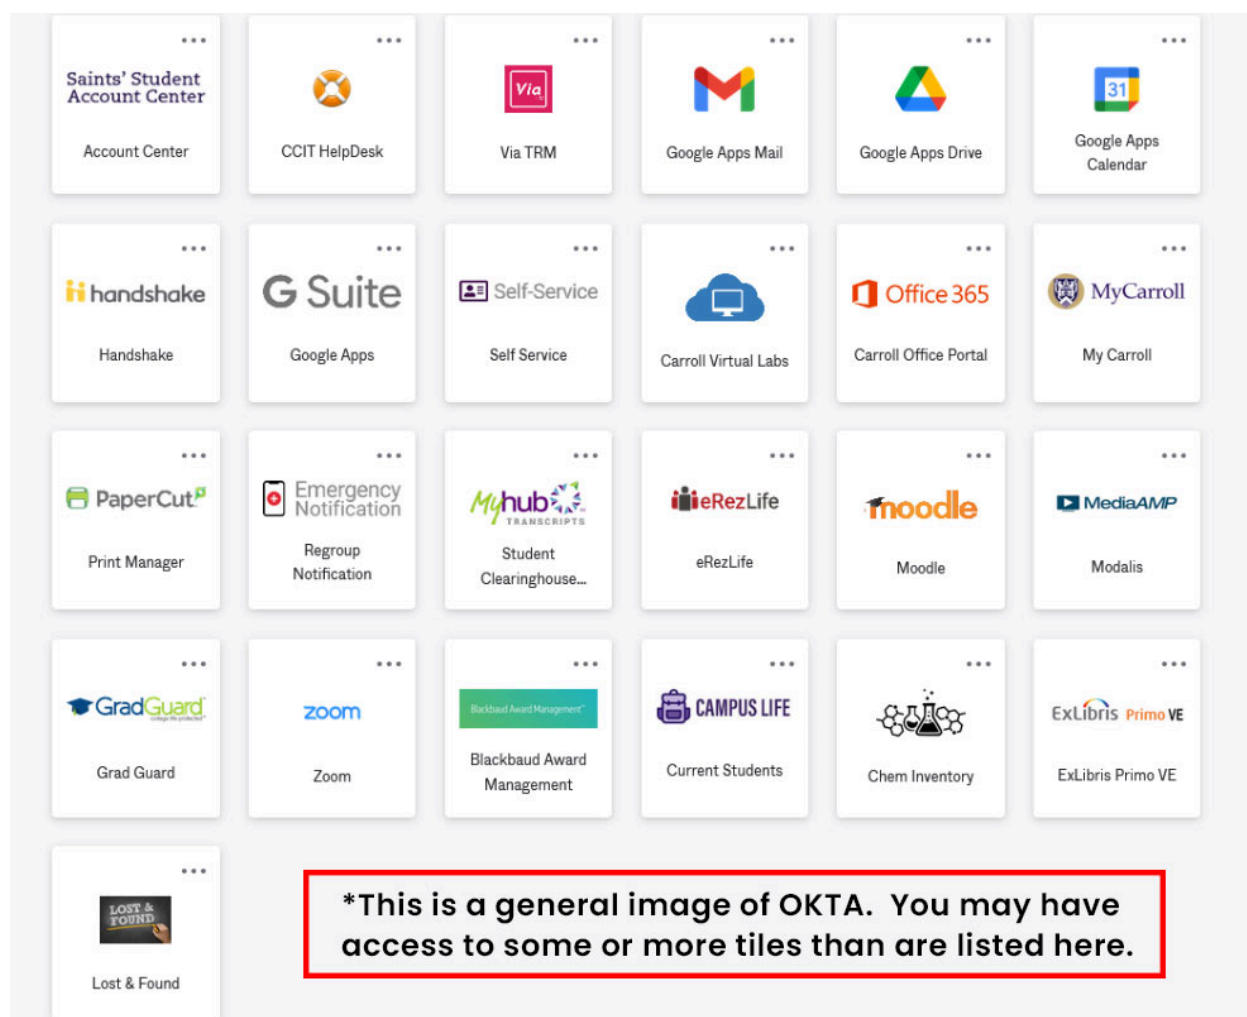 Saints' Student
Account Center
Account Center
CCIT HelpDesk
Via
Via TRM
Google Apps Mail
Google Apps Drive
31
Google Apps
Calendar
handshake
Handshake
G Suite
Google Apps
Self-Service
Self Service
Carroll Virtual Labs
Office 365
Carroll Office Portal
MyCarroll
My Carroll
PaperCut
Print Manager
Emergency
Notification
Regroup
Notification
Myhub
TRANSCRIPTS
Student
Clearinghouse...
eRezLife
eRezLife
moodle
Moodle
MediaAMP
Modalis
GradGuard
college life protected
Grad Guard
zoom
Zoom
Blackbaud Award Management™
Blackbaud Award
Management
CAMPUS LIFE
Current Students
Chem Inventory
ExLibris Primo VE
ExLibris Primo VE
LOST &
FOUND
Lost & Found
*This is a general image of OKTA. You may have
access to some or more tiles than are listed here.